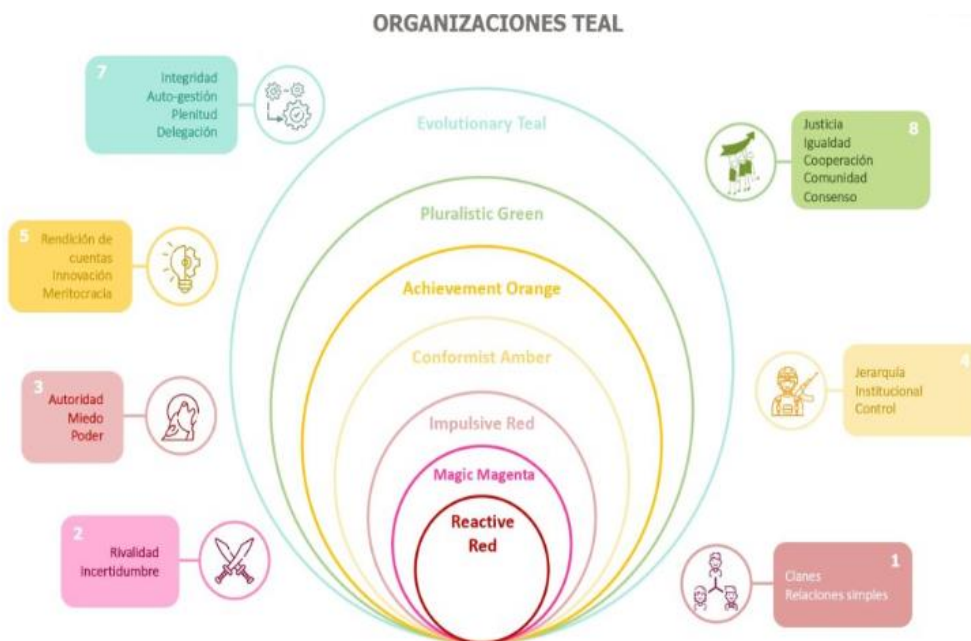 ORGANIZACIONES TEAL
7
Integridad
Auto-gestión
Plenitud
Delegación
Evolutionary Teal
8
Justicia
Igualdad
Cooperación
Comunidad
Consenso
Pluralistic Green
5
Rendición de
cuentas
Innovación
Meritocracia
Achievement Orange
Conformist Amber
4
Jerarquía
Institucional
Control
3
Autoridad
Miedo
Poder
Impulsive Red
Magic Magenta
2
Rivalidad
Incertidumbre
Reactive
Red
1
Clanes
Relaciones simples